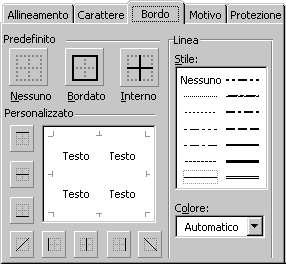 Allineamento Carattere Bordo Motivo Protezione
Predefinito
Nessuno Bordato Interno
Personalizzato
Testo Testo
Testo Testo
Linea
Stile:
Nessuno
Colore:
Automatico